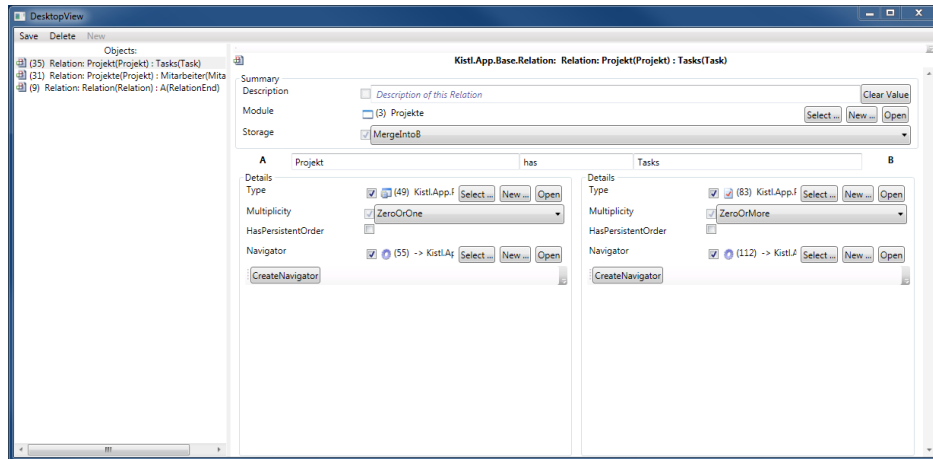 DesktopView
Save Delete New
Objects:
(35) Relation: Projekt(Projekt) : Tasks(Task)
(31) Relation: Projekte(Projekt) : Mitarbeiter(Mita
(9) Relation: Relation(Relation) : A(RelationEnd)
Kistl.App.Base.Relation: Relation: Projekt(Projekt) : Tasks(Task)
Summary
Description Description of this Relation Clear Value
Module (3) Projekte Select ... New ... Open
Storage MergeIntoB
A Projekt has Tasks B
Details
Type (49) Kistl.App.F Select ... New ... Open
Multiplicity ZeroOrOne
HasPersistentOrder
Navigator (55) -> Kistl.Ap Select ... New ... Open
CreateNavigator
Details
Type (83) Kistl.App.F Select ... New ... Open
Multiplicity ZeroOrMore
HasPersistentOrder
Navigator (112) -> Kistl.A Select ... New ... Open
CreateNavigator